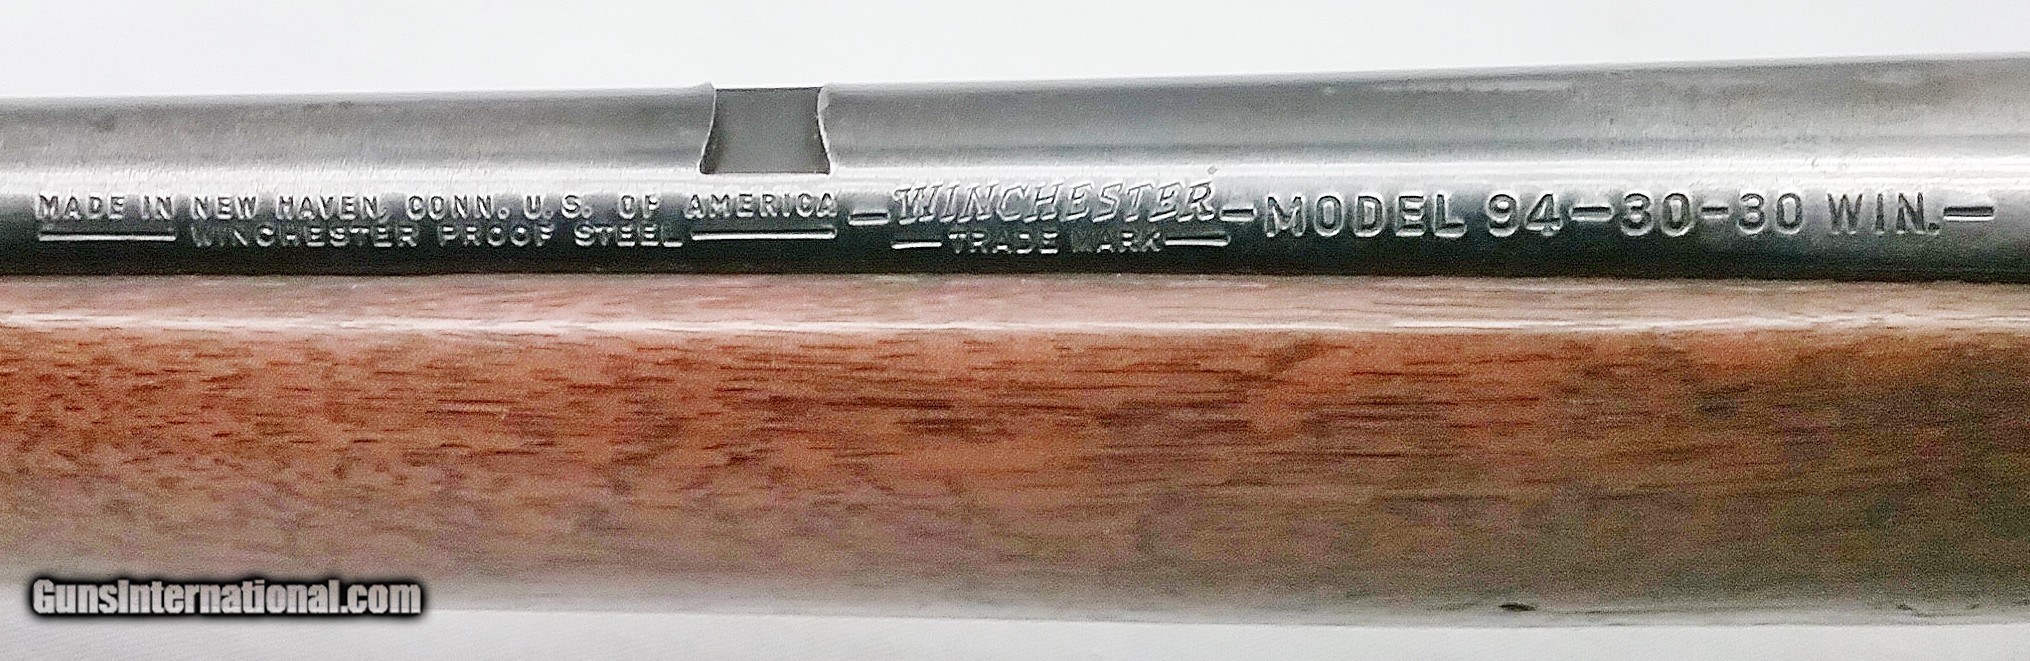 MADE IN NEW HAVEN, CONN. U.S. OF AMERICA —WINCHESTER— MODEL 94—30-30 WIN.—
WINCHESTER PROOF STEEL —TRADE MARK—
GunsInternational.com